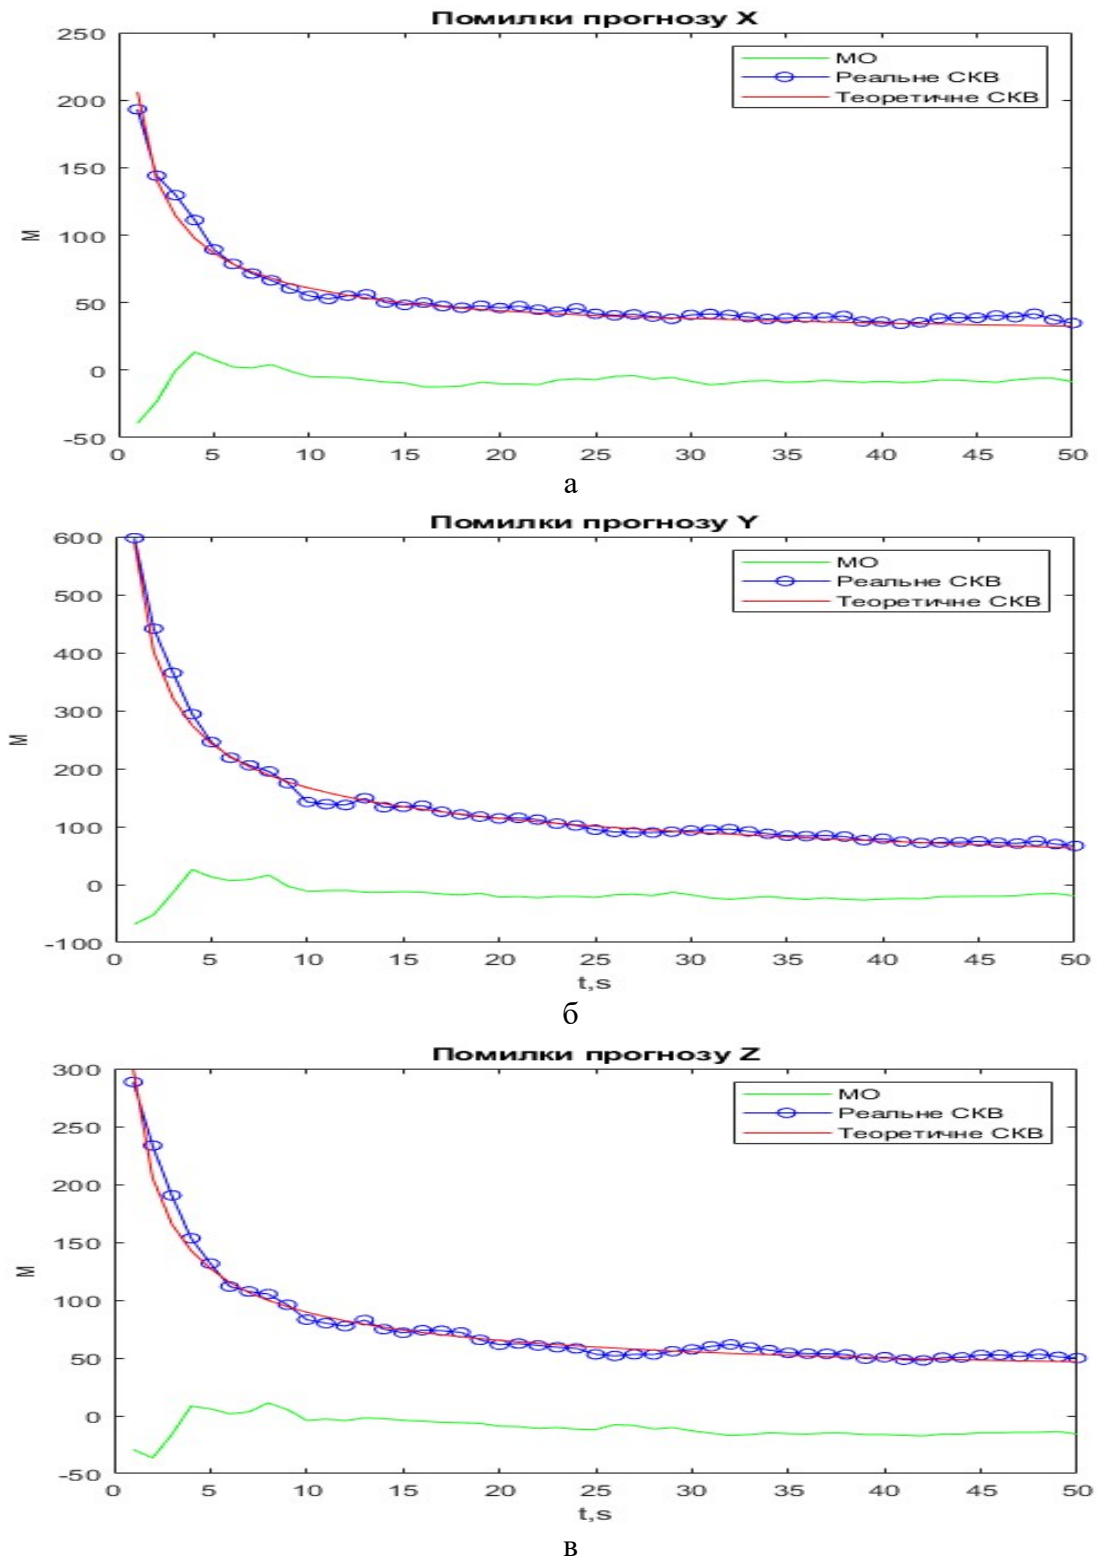 Помилки прогнозу X
250
200
150
100
50
0
-50
М
МО
Реальне СКВ
Теоретичне СКВ
0 5 10 15 20 25 30 35 40 45 50
а
Помилки прогнозу Y
600
500
400
300
200
100
0
-100
М
МО
Реальне СКВ
Теоретичне СКВ
0 5 10 15 20 25 30 35 40 45 50
t,s
б
Помилки прогнозу Z
300
250
200
150
100
50
0
-50
М
МО
Реальне СКВ
Теоретичне СКВ
0 5 10 15 20 25 30 35 40 45 50
t,s
в